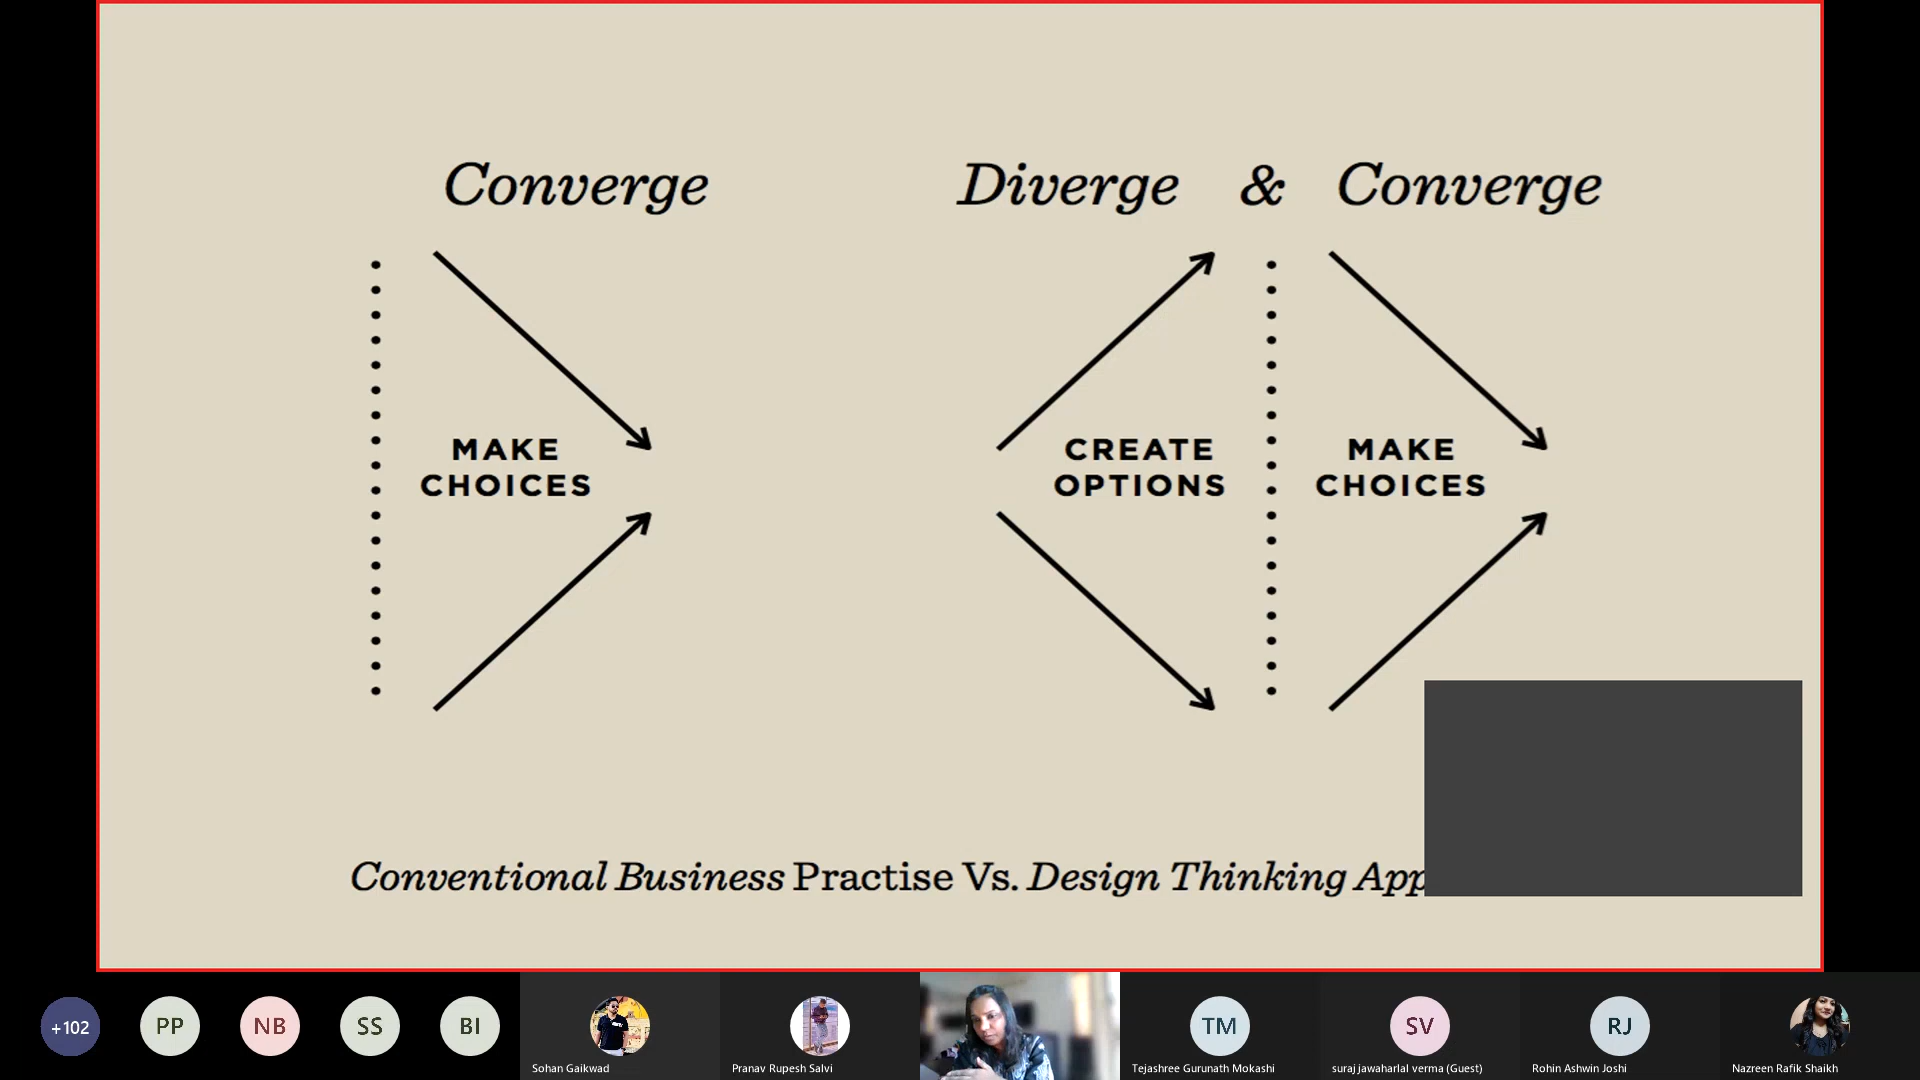 Converge
Diverge & Converge
MAKE
CHOICES
CREATE
OPTIONS
MAKE
CHOICES
Conventional Business Practise Vs. Design Thinking
+102
PP
NB
SS
BI
Sohan Gaikwad
Pranav Rupesh Salvi
TM
Tejashree Gurunath Mokashi
SV
suraj jawaharlal verma (Guest)
RJ
Rohin Ashwin Joshi
Nazreen Rafik Shaikh